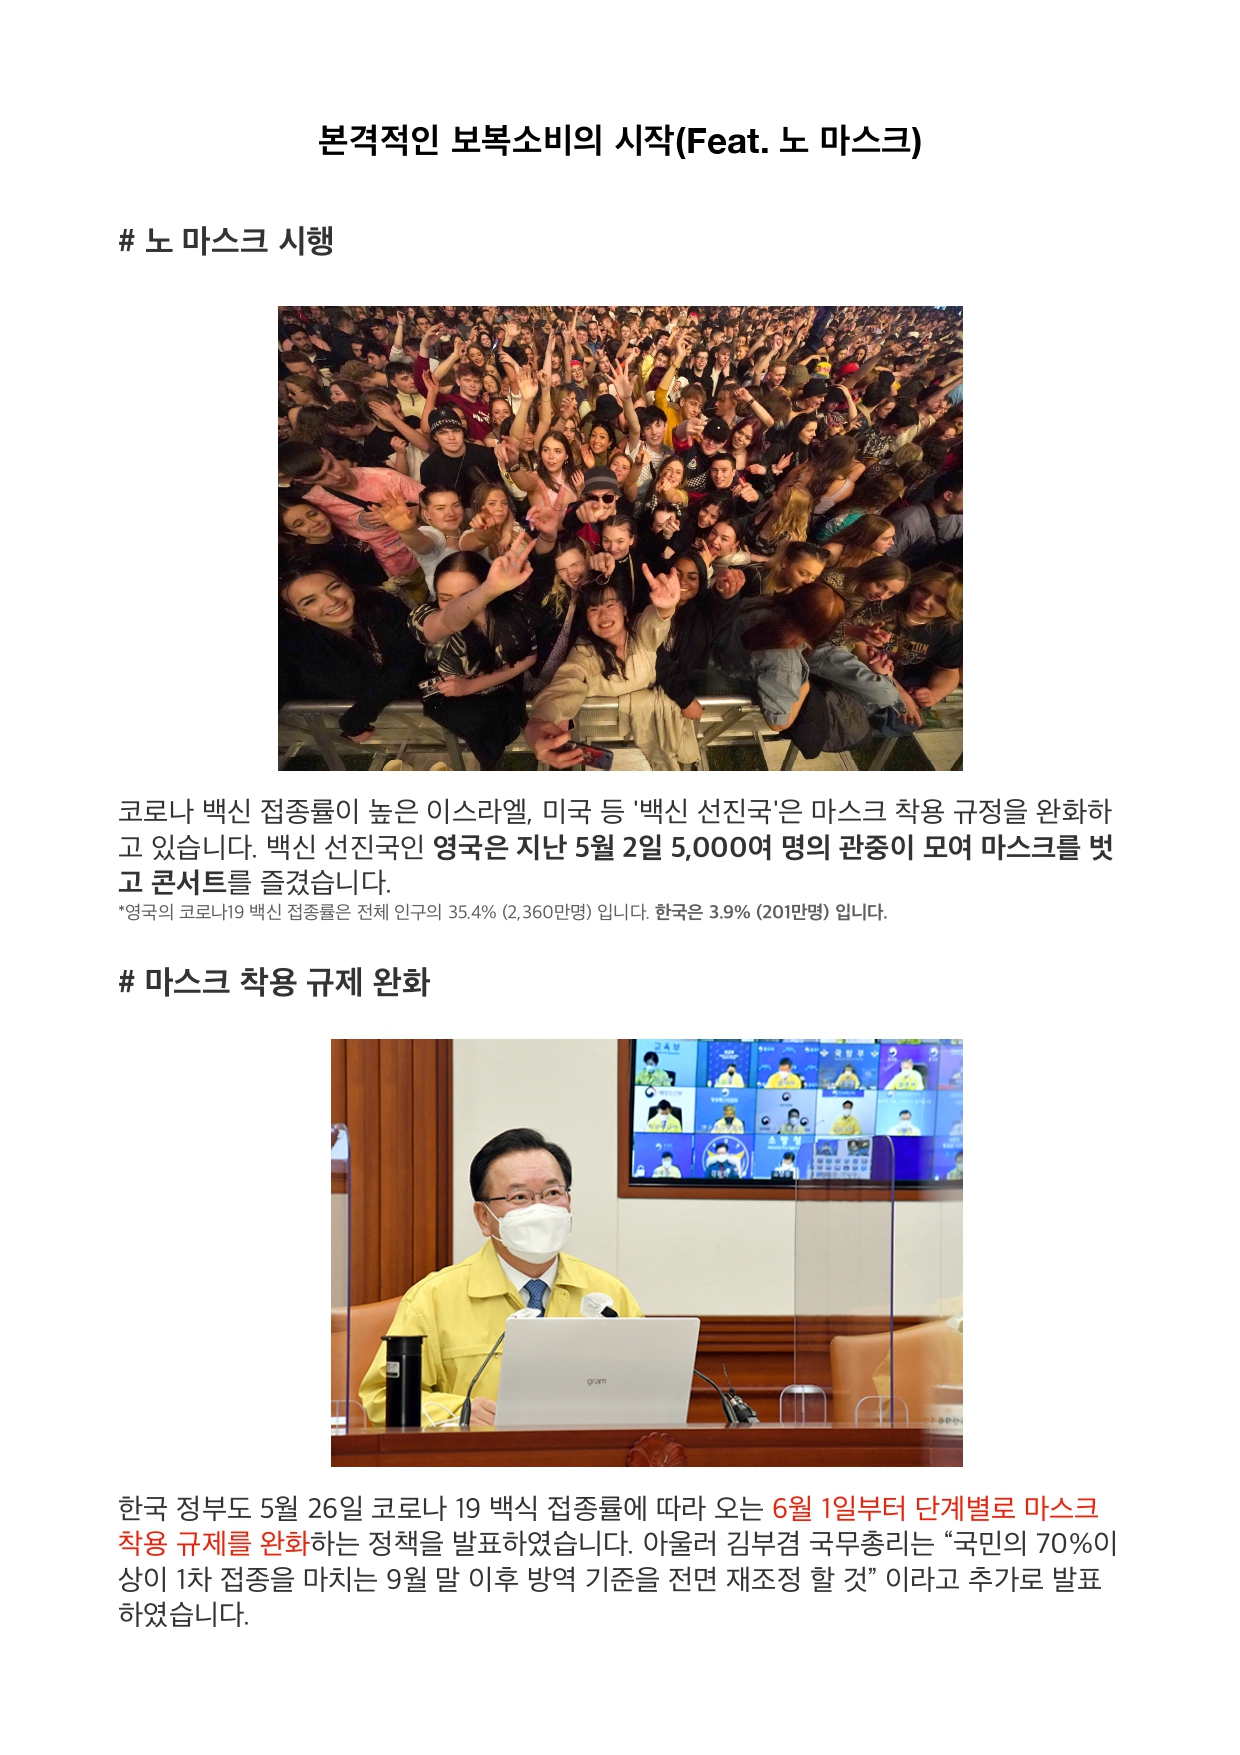 본격적인 보복소비의 시작(Feat. 노 마스크)
# 노 마스크 시행
코로나 백신 접종률이 높은 이스라엘, 미국 등 '백신 선진국'은 마스크 착용 규정을 완화하
고 있습니다. 백신 선진국인 영국은 지난 5월 2일 5,000여 명의 관중이 모여 마스크를 벗
고 콘서트를 즐겼습니다.
*영국의 코로나19 백신 접종률은 전체 인구의 35.4% (2,360만명) 입니다. 한국은 3.9% (201만명) 입니다.
# 마스크 착용 규제 완화
교육부
국방부
소방청
gram
한국 정부도 5월 26일 코로나 19 백식 접종률에 따라 오는 6월 1일부터 단계별로 마스크
착용 규제를 완화하는 정책을 발표하였습니다. 아울러 김부겸 국무총리는 “국민의 70%이
상이 1차 접종을 마치는 9월 말 이후 방역 기준을 전면 재조정 할 것” 이라고 추가로 발표
하였습니다.